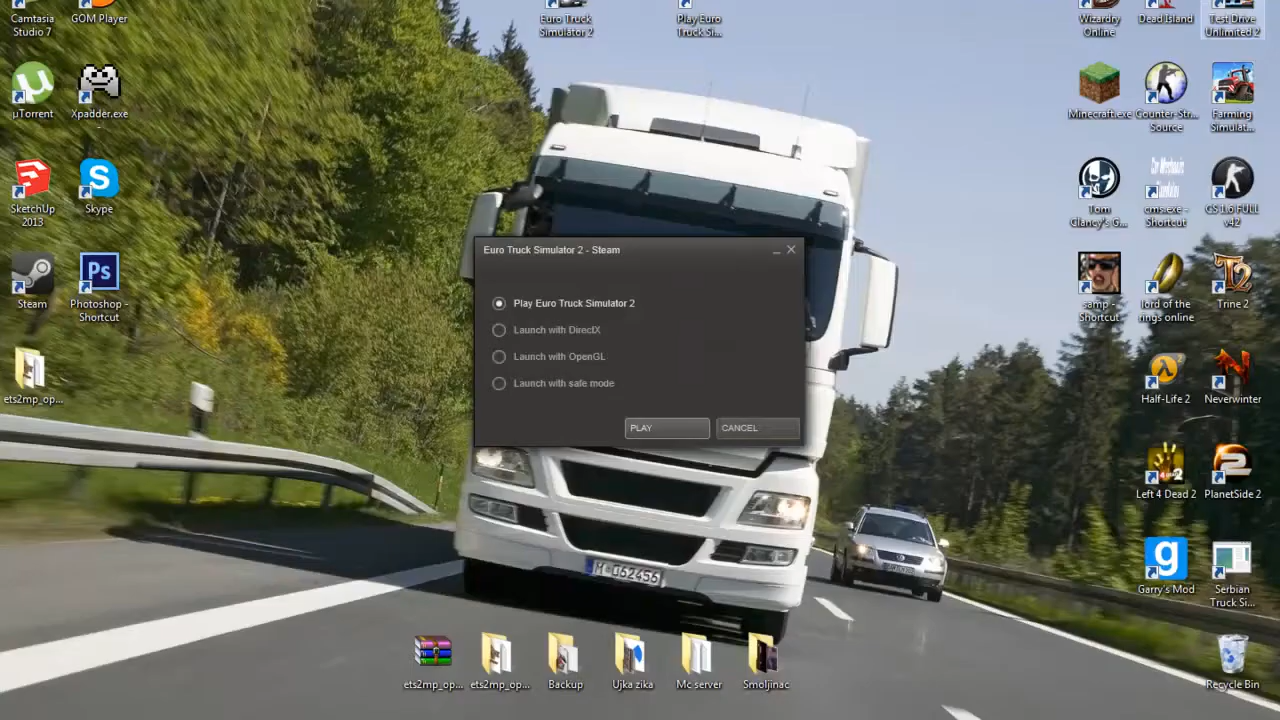 Camtasia
Studio 7
GOM Player
Euro Truck
Simulator 2
Play Euro
Truck Si...
Wizardry
Online
Dead Island
Test Drive
Unlimited 2
µTorrent
Xpadder.exe
-
Minecraft.exe
Counter-Str...
Source
Farming
Simulat...
SketchUp
2013
Skype
Tom
Clancy's G...
cms.exe -
Shortcut
CS 1.6 FULL
v42
Steam
Ps
Photoshop -
Shortcut
samp -
Shortcut
lord of the
rings online
Trine 2
Euro Truck Simulator 2 - Steam
Play Euro Truck Simulator 2
Launch with DirectX
Launch with OpenGL
Launch with safe mode
PLAY
CANCEL
ets2mp_op...
Half-Life 2
Neverwinter
Left 4 Dead 2
PlanetSide 2
M 062456
g
Garry's Mod
Serbian
Truck Si...
ets2mp_op...
ets2mp_op...
Backup
Ujka zika
Mc server
Smoljinac
Recycle Bin